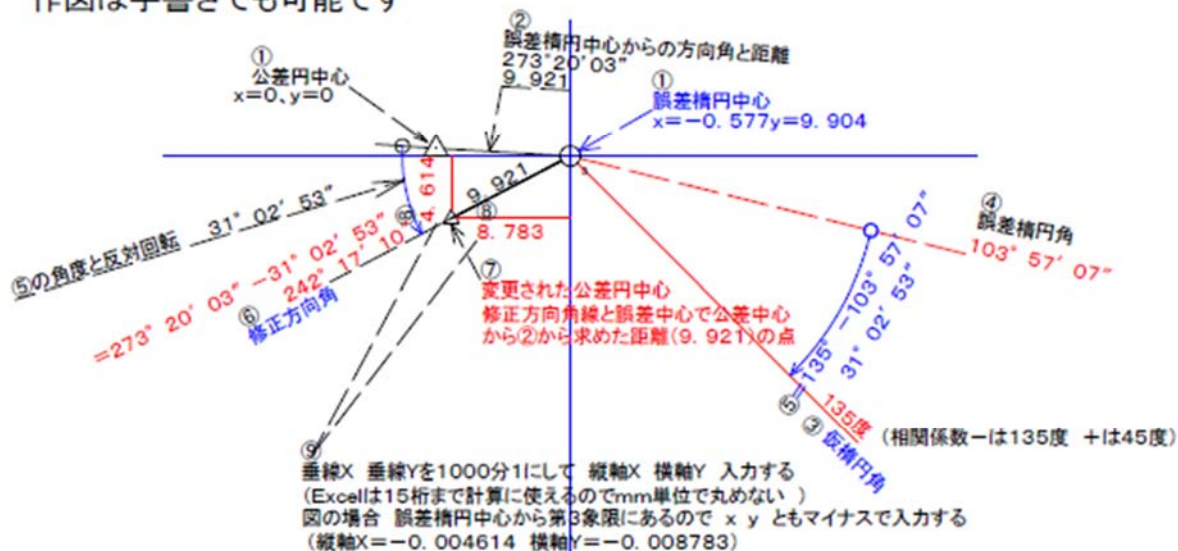 作図は手書きでも可能です
②
誤差楕円中心からの方向角と距離
273°20′03″
9.921
①
公差円中心
x=0、y=0
①
誤差楕円中心
x=−0.577y=9.904
④
誤差楕円角
103°57′07″
⑤の角度と反対回転 31°02′53″
4.614
⑧
9.921
⑧
8.783
=273°20′03″−31°02′53″
242°17′10″
⑥
修正方向角
⑦
変更された公差円中心
修正方向角線と誤差中心で公差中心
から②から求めた距離(9.921)の点
⑤=135°−103°57′07″
31°02′53″
135度
③仮楕円角
(相関係数−は135度 +は45度)
⑨
垂線X 垂線Yを1000分1にして 縦軸X 横軸Y 入力する
(Excelは15桁まで計算に使えるのでmm単位で丸めない )
図の場合 誤差楕円中心から第3象限にあるので x y ともマイナスで入力する
(縦軸X=−0.004614 横軸Y=−0.008783)